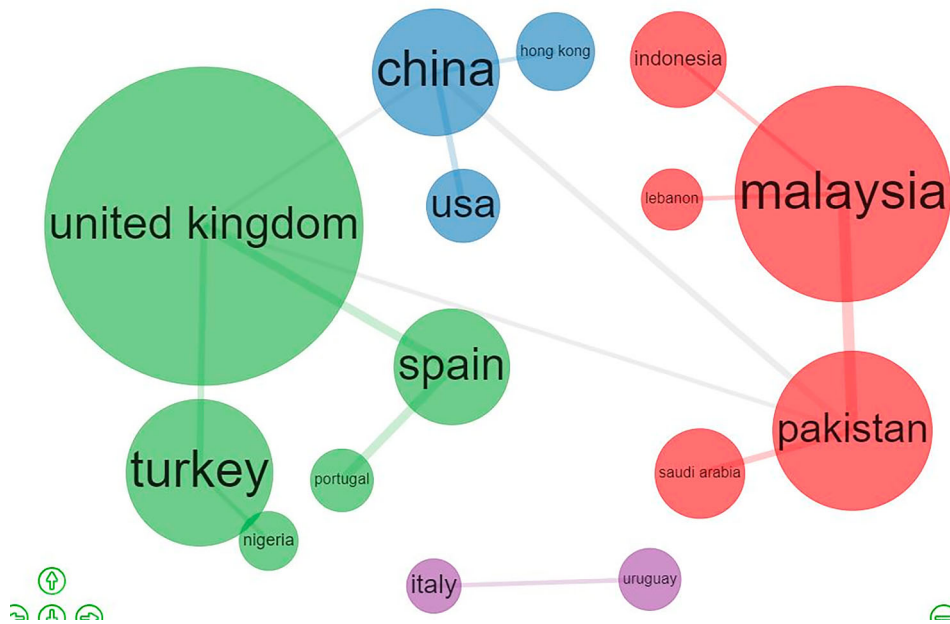 china
hong kong
indonesia
malaysia
united kingdom
usa
lebanon
spain
pakistan
turkey
portugal
saudi arabia
nigeria
italy
uruguay